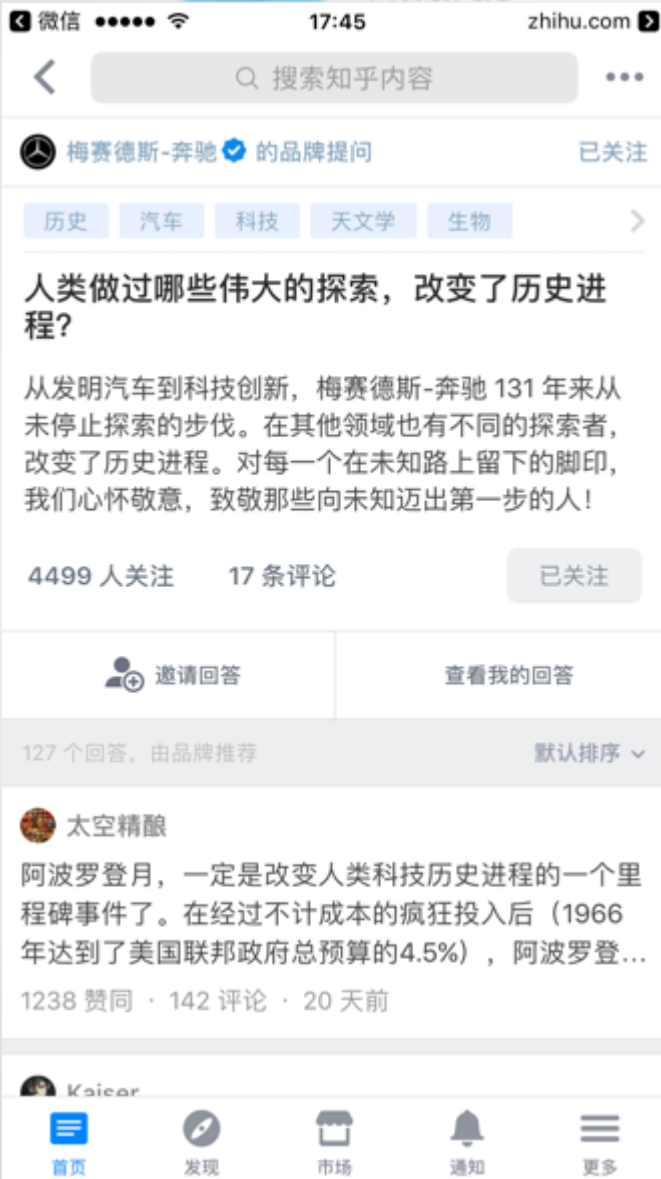 微信 17:45 zhihu.com
搜索知乎内容
梅赛德斯-奔驰 的品牌提问 已关注
历史 汽车 科技 天文学 生物
人类做过哪些伟大的探索，改变了历史进
程?
从发明汽车到科技创新，梅赛德斯-奔驰 131 年来从
未停止探索的步伐。在其他领域也有不同的探索者，
改变了历史进程。对每一个在未知路上留下的脚印，
我们心怀敬意，致敬那些向未知迈出第一步的人！
4499 人关注 17 条评论 已关注
邀请回答 查看我的回答
127 个回答，由品牌推荐 默认排序
太空精酿
阿波罗登月，一定是改变人类科技历史进程的一个里
程碑事件了。在经过不计成本的疯狂投入后（1966
年达到了美国联邦政府总预算的4.5%），阿波罗登...
1238 赞同 · 142 评论 · 20 天前
Kaiser
首页 发现 市场 通知 更多